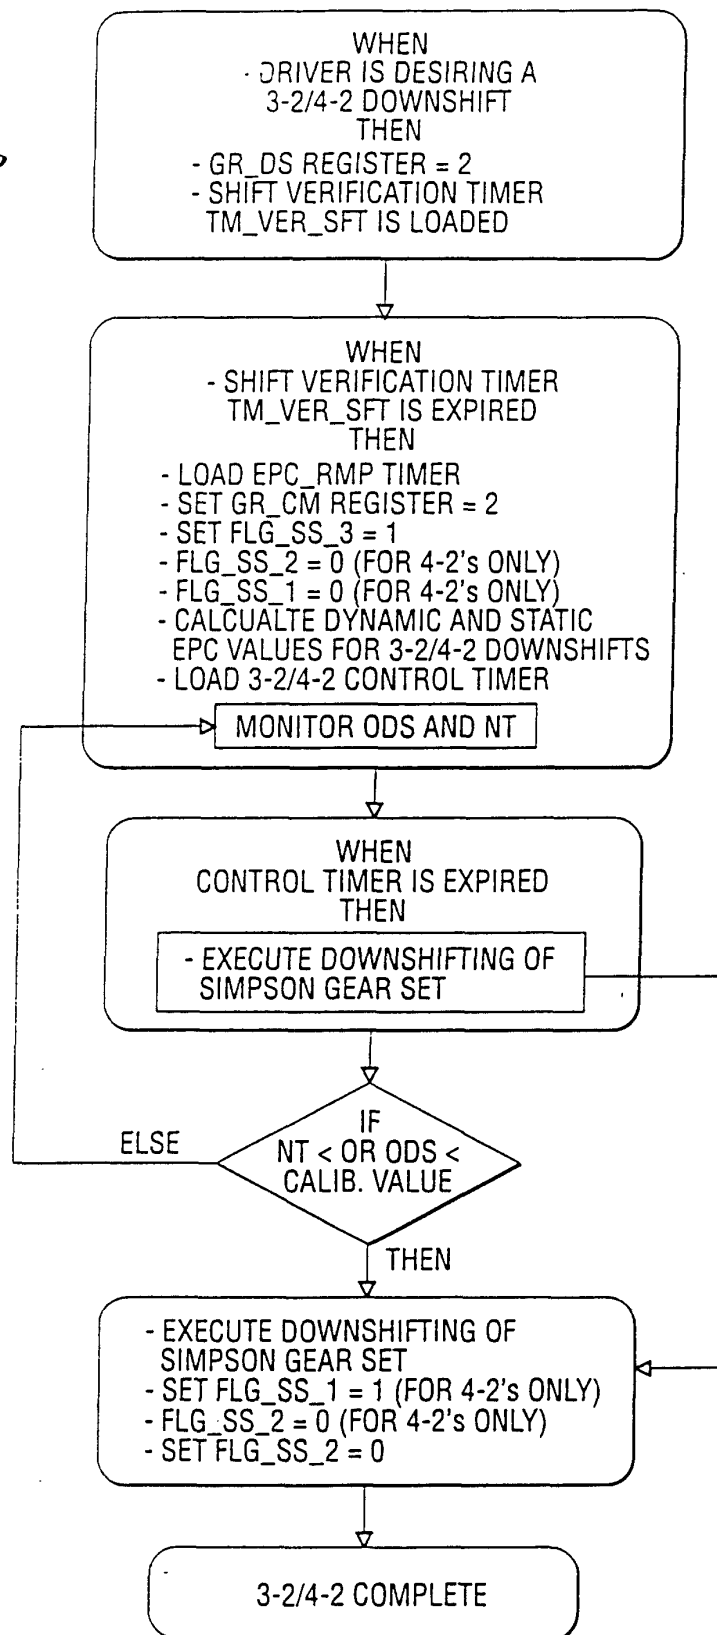 WHEN
- DRIVER IS DESIRING A
3-2/4-2 DOWNSHIFT
THEN
- GR_DS REGISTER = 2
- SHIFT VERIFICATION TIMER
TM_VER_SFT IS LOADED
WHEN
- SHIFT VERIFICATION TIMER
TM_VER_SFT IS EXPIRED
THEN
- LOAD EPC_RMP TIMER
- SET GR_CM REGISTER = 2
- SET FLG_SS_3 = 1
- FLG_SS_2 = 0 (FOR 4-2's ONLY)
- FLG_SS_1 = 0 (FOR 4-2's ONLY)
- CALCUALTE DYNAMIC AND STATIC
EPC VALUES FOR 3-2/4-2 DOWNSHIFTS
- LOAD 3-2/4-2 CONTROL TIMER
MONITOR ODS AND NT
WHEN
CONTROL TIMER IS EXPIRED
THEN
- EXECUTE DOWNSHIFTING OF
SIMPSON GEAR SET
IF
NT < OR ODS <
CALIB. VALUE
ELSE
THEN
- EXECUTE DOWNSHIFTING OF
SIMPSON GEAR SET
- SET FLG_SS_1 = 1 (FOR 4-2's ONLY)
- FLG_SS_2 = 0 (FOR 4-2's ONLY)
- SET FLG_SS_2 = 0
3-2/4-2 COMPLETE